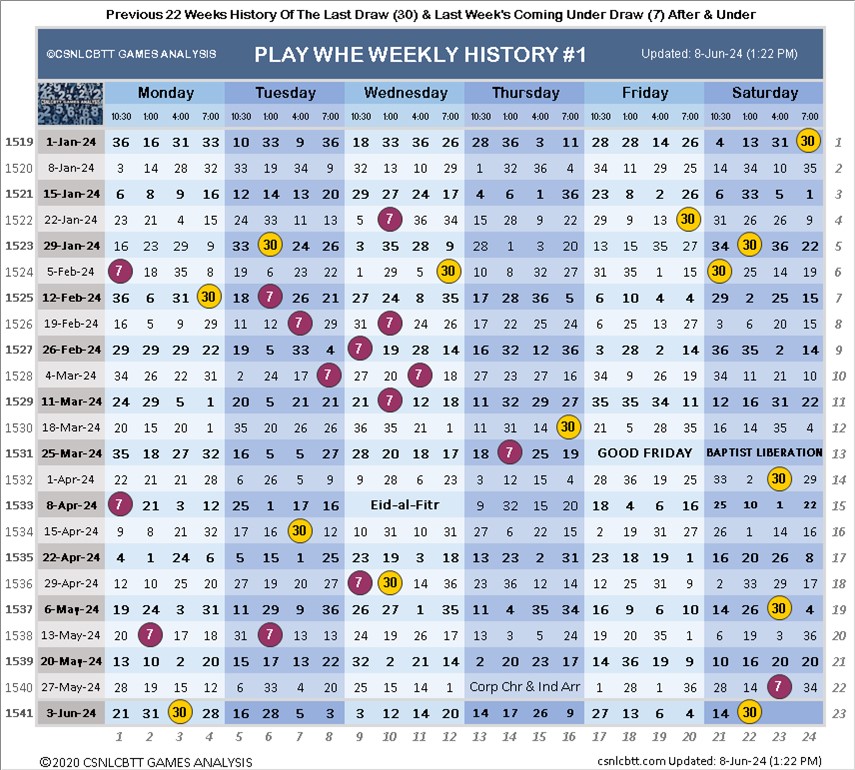 Previous 22 Weeks History Of The Last Draw (30) & Last Week's Coming Under Draw (7) After & Under
©CSNLCBTT GAMES ANALYSIS PLAY WHE WEEKLY HISTORY #1 Updated: 8-Jun-24 (1:22 PM)
CSNLCBTT GAMES ANALYSIS Monday Tuesday Wednesday Thursday Friday Saturday
10:30 1:00 4:00 7:00 10:30 1:00 4:00 7:00 10:30 1:00 4:00 7:00 10:30 1:00 4:00 7:00 10:30 1:00 4:00 7:00 10:30 1:00 4:00 7:00
1519 1-Jan-24 36 16 31 33 10 33 9 36 18 33 36 26 28 36 3 11 28 28 14 26 4 13 31 30 1
1520 8-Jan-24 3 14 28 32 33 19 34 9 32 13 10 29 1 32 36 4 34 10 29 25 14 34 10 35 2
1521 15-Jan-24 6 8 9 16 12 14 13 20 29 27 24 17 4 6 1 36 23 8 2 26 6 33 5 1 3
1522 22-Jan-24 23 21 4 15 24 33 11 13 5 7 36 34 15 28 9 22 29 9 13 30 31 26 26 9 4
1523 29-Jan-24 16 23 29 9 33 30 24 26 3 35 28 9 28 1 3 20 13 15 35 27 34 30 36 22 5
1524 5-Feb-24 7 18 35 8 19 6 23 22 1 29 5 30 10 8 32 27 31 35 1 15 30 25 14 19 6
1525 12-Feb-24 36 6 31 30 18 7 26 21 27 24 8 35 17 28 36 5 6 10 4 4 29 2 25 15 7
1526 19-Feb-24 16 5 9 29 11 12 7 29 31 7 24 26 17 22 25 24 6 25 13 27 3 6 20 15 8
1527 26-Feb-24 29 29 29 22 19 5 33 4 7 19 28 14 16 32 12 36 3 28 2 14 36 35 2 14 9
1528 4-Mar-24 34 26 22 31 2 24 17 7 27 20 7 18 27 23 27 16 34 9 26 19 34 11 21 10 10
1529 11-Mar-24 24 29 5 1 20 5 21 21 21 7 12 18 11 32 29 27 35 35 34 11 12 16 31 22 11
1530 18-Mar-24 20 15 20 1 35 20 26 26 36 35 21 1 11 31 14 30 21 5 28 35 16 14 35 34 12
1531 25-Mar-24 35 18 27 32 16 5 5 27 28 20 18 17 18 7 25 19 GOOD FRIDAY BAPTIST LIBERATION 13
1532 1-Apr-24 22 21 21 28 6 26 5 9 9 28 6 23 3 12 15 4 28 36 19 25 33 2 30 29 14
1533 8-Apr-24 7 21 3 12 25 1 17 16 Eid-al-Fitr 9 32 15 20 18 4 6 16 25 10 1 22 15
1534 15-Apr-24 9 8 21 32 17 16 30 12 10 31 10 31 27 6 22 15 2 19 10 31 26 1 14 16 16
1535 22-Apr-24 4 1 24 6 5 15 1 25 23 19 3 18 13 23 2 31 23 18 19 1 16 20 26 8 17
1536 29-Apr-24 12 10 25 20 27 19 20 27 7 30 14 36 23 36 12 14 12 25 31 9 2 33 29 17 18
1537 6-May-24 19 24 3 31 11 29 9 36 26 27 1 35 11 4 35 34 16 9 6 10 14 26 30 4 19
1538 13-May-24 20 7 17 18 31 7 13 13 24 19 26 17 13 3 5 24 19 20 35 1 6 19 3 36 20
1539 20-May-24 13 10 2 20 15 17 13 22 32 2 21 14 2 20 23 17 14 36 19 9 10 16 20 20 21
1540 27-May-24 28 19 15 12 6 33 4 20 25 15 14 1 Corp Chr & Ind Arr 1 28 1 36 28 14 7 34 22
1541 3-Jun-24 21 31 30 28 16 28 5 3 3 12 14 20 14 17 26 9 27 13 6 4 14 30 23
1 2 3 4 5 6 7 8 9 10 11 12 13 14 15 16 17 18 19 20 21 22 23 24
©2020 CSNLCBTT GAMES ANALYSIS csnlcbtt.com Updated: 8-Jun-24 (1:22 PM)